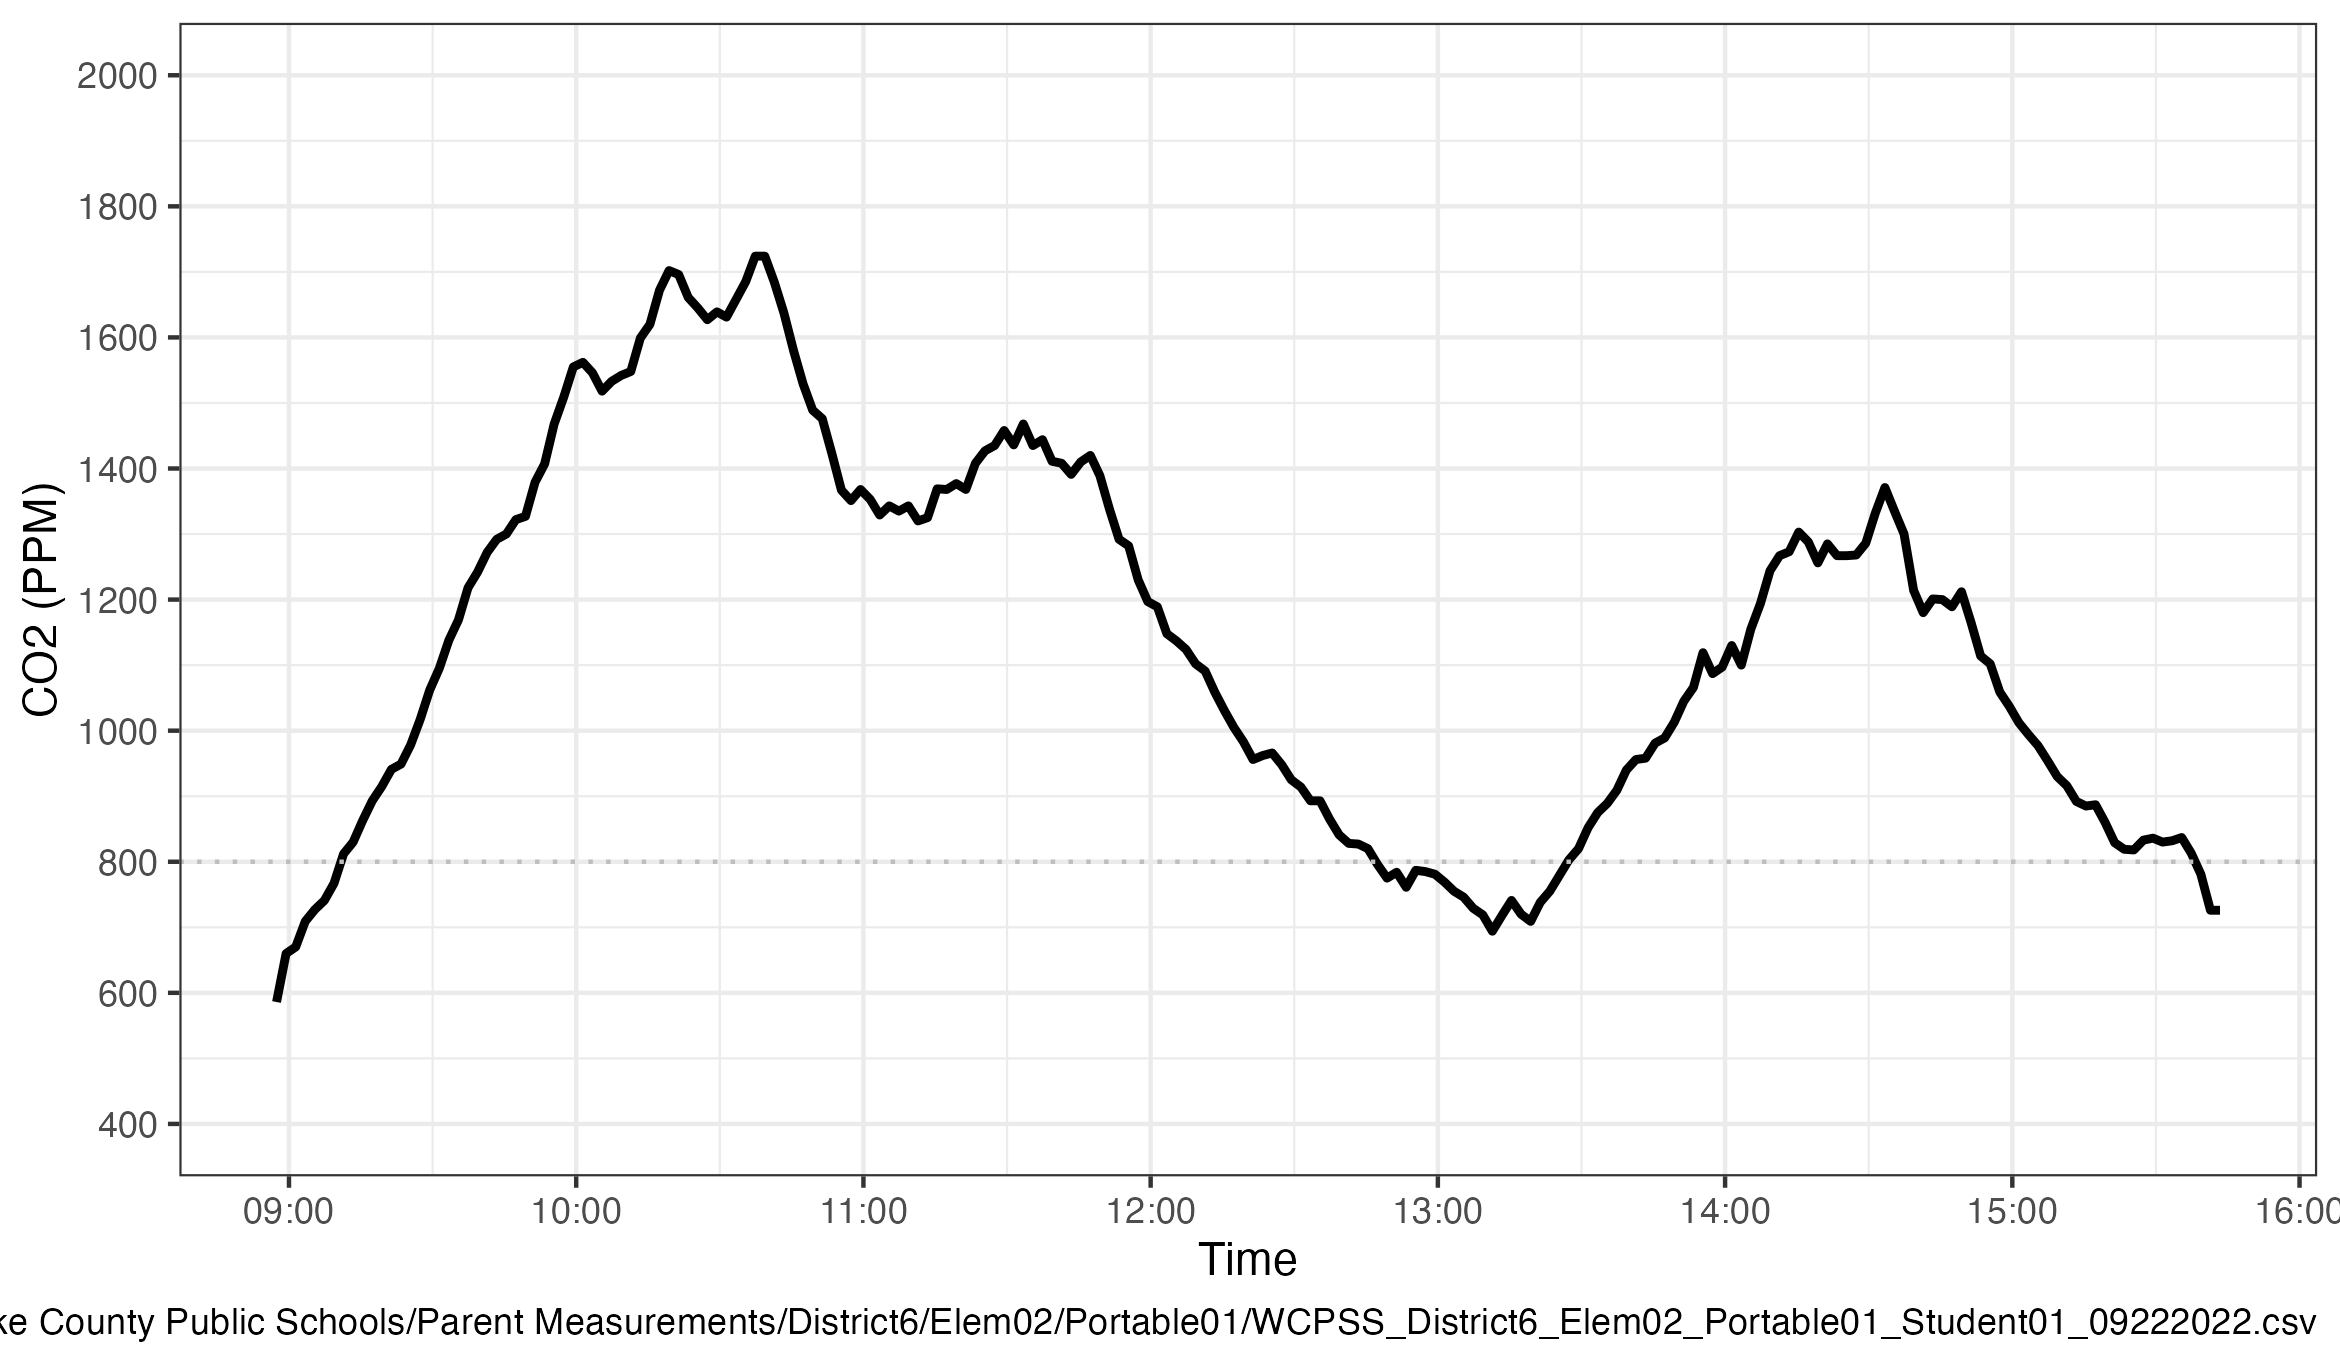 2000
1800
1600
1400
1200
1000
800
600
400
CO2 (PPM)
09:00 10:00 11:00 12:00 13:00 14:00 15:00 16:00
Time
ke County Public Schools/Parent Measurements/District6/Elem02/Portable01/WCPSS_District6_Elem02_Portable01_Student01_09222022.csv